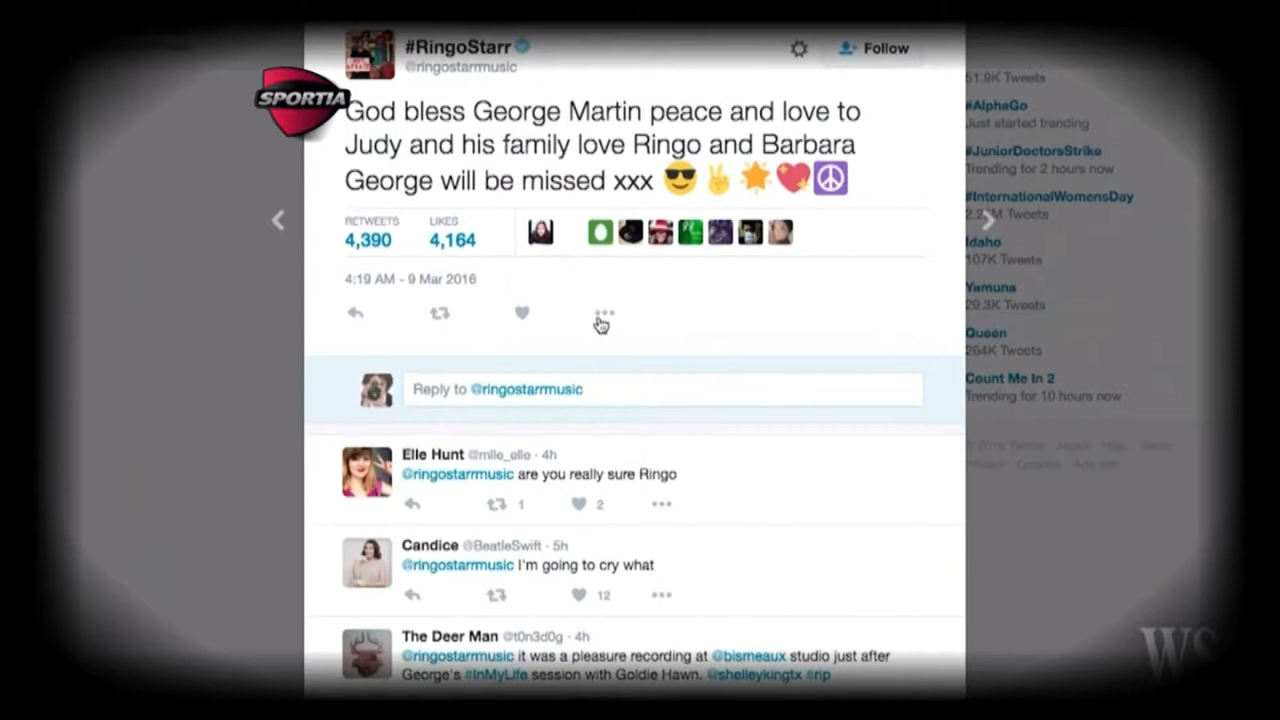 #RingoStarr
@ringostarrmusic
Follow
SPORTIA
God bless George Martin peace and love to
Judy and his family love Ringo and Barbara
George will be missed xxx 😎✌️🌟💖☮️
RETWEETS
4,390
LIKES
4,164
4:19 AM - 9 Mar 2016
Reply to @ringostarrmusic
Elle Hunt @mlle_elle · 4h
@ringostarrmusic are you really sure Ringo
1
2
Candice @BeatleSwift · 5h
@ringostarrmusic I'm going to cry what
12
The Deer Man @t0n3d0g · 4h
@ringostarrmusic it was a pleasure recording at @bismeaux studio just after
George's #InMyLife session with Goldie Hawn. @shelleykingtx #rip
51.9K Tweets
#AlphaGo
Just started trending
#JuniorDoctorsStrike
Trending for 2 hours now
#InternationalWomensDay
Tweets
Idaho
107K Tweets
Yamuna
29.3K Tweets
Queen
264K Tweets
Count Me In 2
Trending for 10 hours now
WS